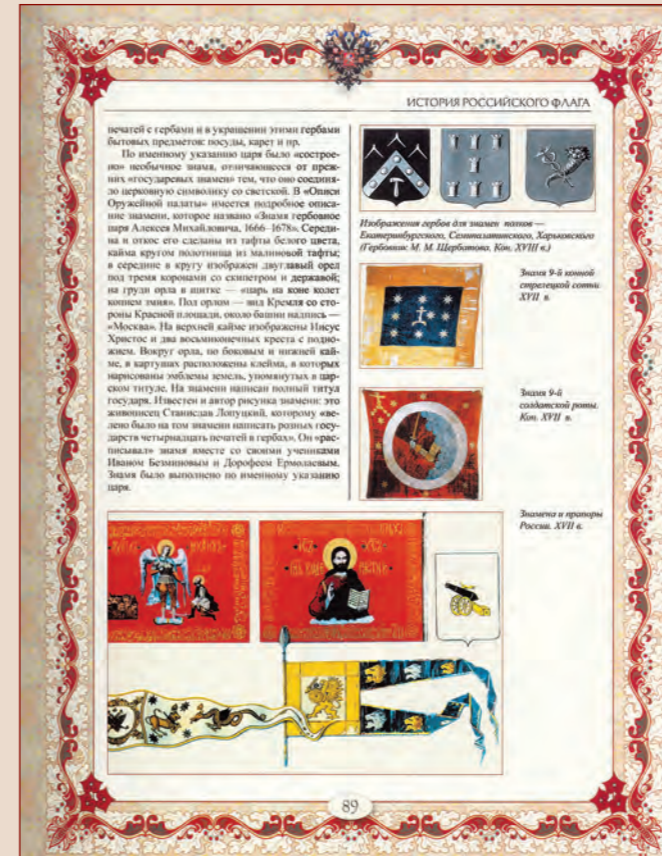 ИСТОРИЯ РОССИЙСКОГО ФЛАГА
печатей с гербами и в украшении этими гербами
бытовых предметов: посуды, карет и пр.
По именному указанию царя было «сострое-
но» необычное знамя, отличающееся от преж-
них «государевых знамен» тем, что оно соединя-
ло церковную символику со светской. В «Описи
Оружейной палаты» имеется подробное описа-
ние знамени, которое названо «Знамя гербовное
царя Алексея Михайловича, 1666–1678». Середи-
на и откос его сделаны из тафты белого цвета,
кайма кругом полотнища из малиновой тафты;
в середине в кругу изображен двуглавый орел
под тремя коронами со скипетром и державой;
на груди орла в щитке — «царь на коне колет
копием змия». Под орлом — вид Кремля со сто-
роны Красной площади, около башни надпись —
«Москва». На верхней кайме изображены Иисус
Христос и два восьмиконечных креста с подно-
жием. Вокруг орла, по боковым и нижней кай-
ме, в картушах расположены клейма, в которых
нарисованы эмблемы земель, упомянутых в цар-
ском титуле. На знамени написан полный титул
государя. Известен и автор рисунка знамени: это
живописец Станислав Лопуцкий, которому «ве-
лено было на том знамени написать розных госу-
дарств четырнадцать печатей в гербах». Он «рас-
писывал» знамя вместе со своими учениками
Иваном Безминовым и Дорофеем Ермолаевым.
Знамя было выполнено по именному указанию
царя.
Изображения гербов для знамен полков —
Екатеринбургского, Семипалатинского, Харьковского
(Гербовник М. М. Щербатова. Кон. XVIII в.)
Знамя 9-й конной
стрелецкой сотни.
XVII в.
Знамя 9-й
солдатской роты.
Кон. XVII в.
Знамена и прапоры
России. XVII в.
89